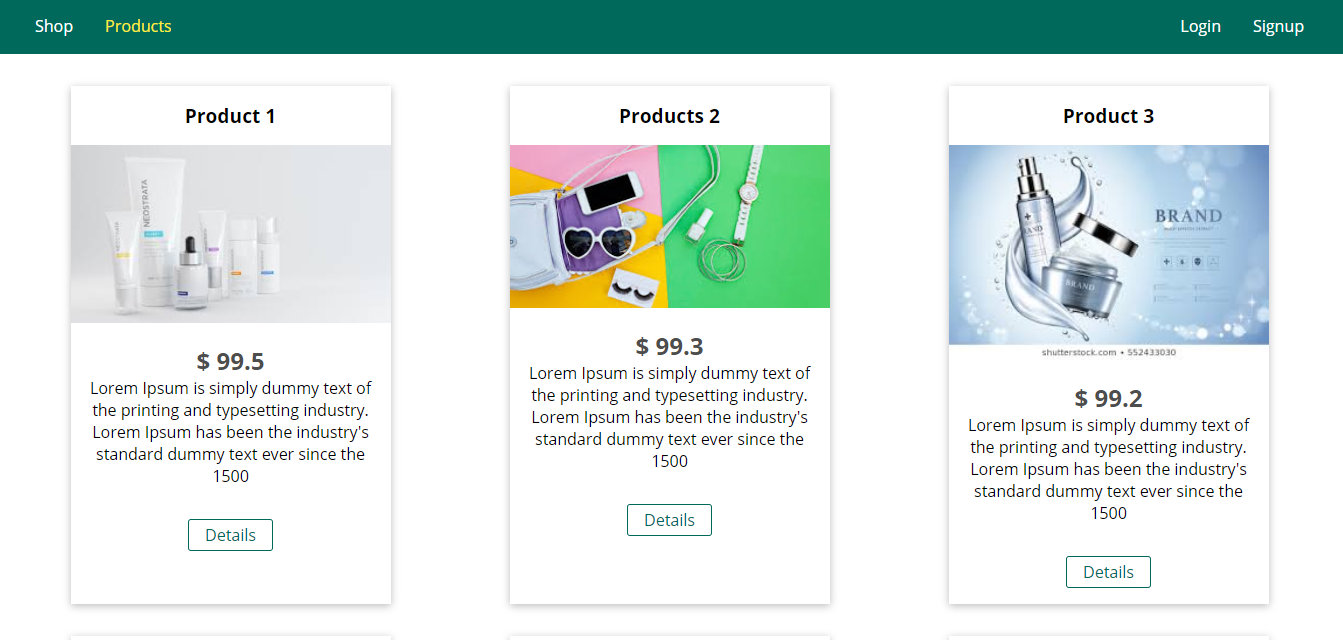 Shop
Products
Login
Signup
Product 1
NEOSTRATA
$ 99.5
Lorem Ipsum is simply dummy text of
the printing and typesetting industry.
Lorem Ipsum has been the industry's
standard dummy text ever since the
1500
Details
Products 2
$ 99.3
Lorem Ipsum is simply dummy text of
the printing and typesetting industry.
Lorem Ipsum has been the industry's
standard dummy text ever since the
1500
Details
Product 3
BRAND
BRAND
BRAND
shutterstock.com • 552433030
$ 99.2
Lorem Ipsum is simply dummy text of
the printing and typesetting industry.
Lorem Ipsum has been the industry's
standard dummy text ever since the
1500
Details